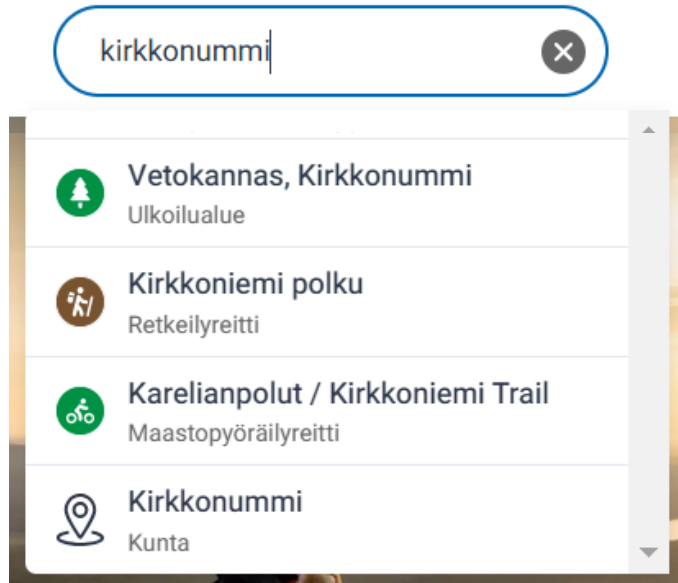 kirkkonummi
Vetokannas, Kirkkonummi
Ulkoilualue
Kirkkoniemi polku
Retkeilyreitti
Karelianpolut / Kirkkoniemi Trail
Maastopyöräilyreitti
Kirkkonummi
Kunta